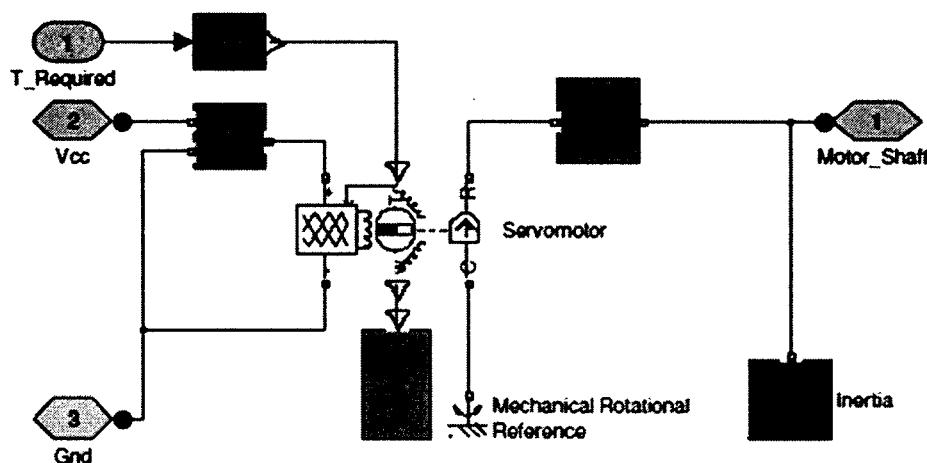 1
T_Required
2
Vcc
1
Motor_Shaft
R
Servomotor
C
Mechanical Rotational
Reference
Inertia
3
Gnd